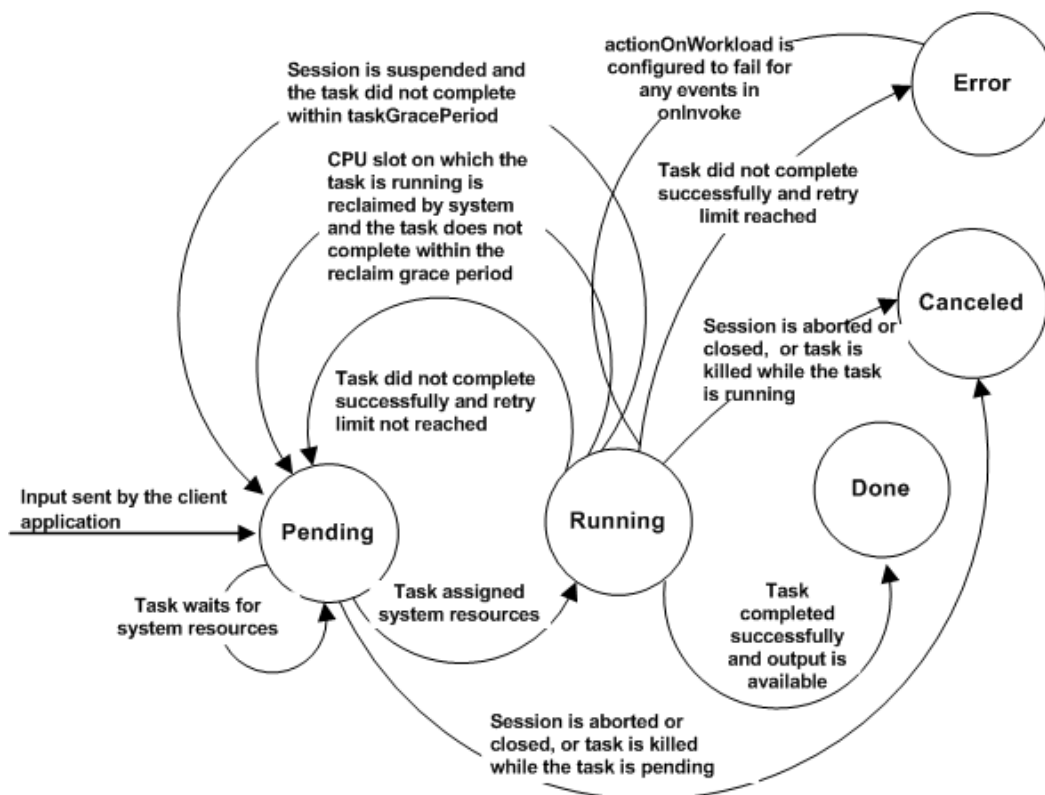 actionOnWorkload is
configured to fail for
any events in
onInvoke
Error
Session is suspended and
the task did not complete
within taskGracePeriod
CPU slot on which the
task is running is
reclaimed by system
and the task does not
complete within the
reclaim grace period
Task did not complete
successfully and retry
limit reached
Canceled
Session is aborted or
closed, or task is
killed while the task
is running
Task did not complete
successfully and retry
limit not reached
Done
Input sent by the client
application
Pending
Running
Task waits for
system resources
Task assigned
system resources
Task
completed
successfully
and output is
available
Session is aborted or
closed, or task is killed
while the task is pending